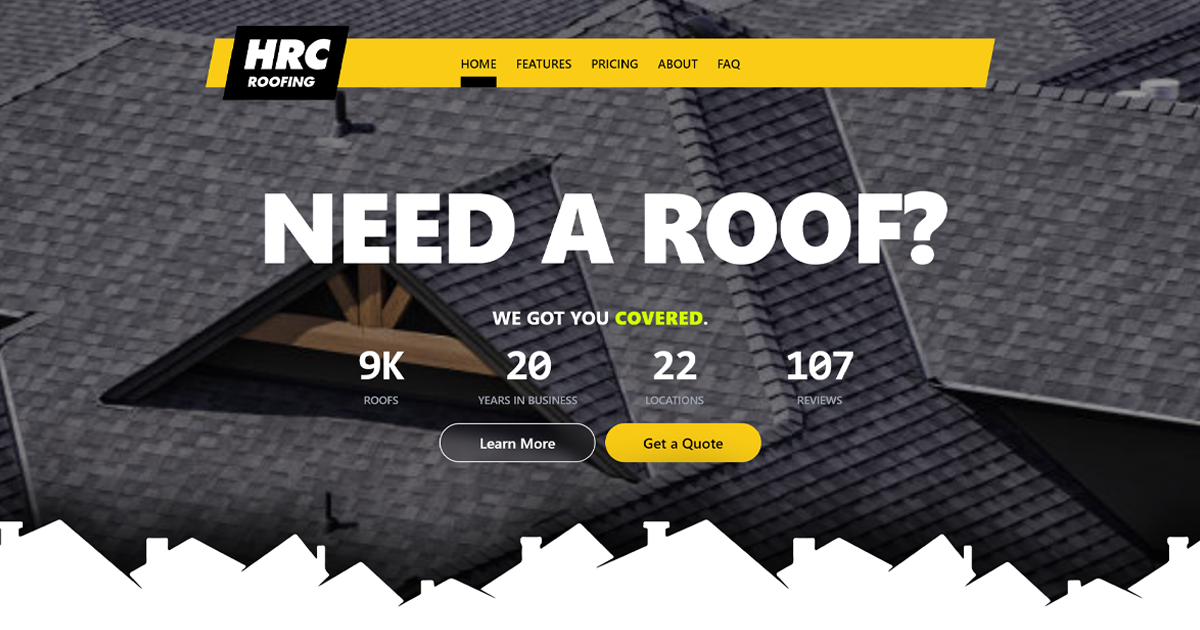 HRC
ROOFING
HOME FEATURES PRICING ABOUT FAQ
NEED A ROOF?
WE GOT YOU COVERED.
9K 20 22 107
ROOFS YEARS IN BUSINESS LOCATIONS REVIEWS
Learn More Get a Quote